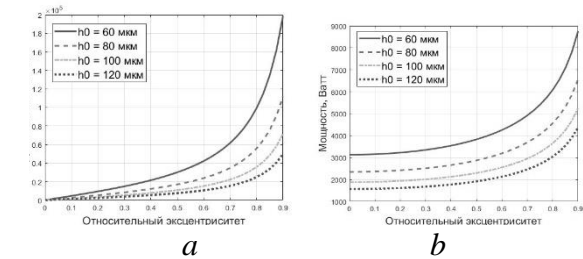 2 ×10⁵
1.8
1.6
1.4
1.2
1
0.8
0.6
0.4
0.2
0
h0 = 60 мкм
h0 = 80 мкм
h0 = 100 мкм
h0 = 120 мкм
0 0.1 0.2 0.3 0.4 0.5 0.6 0.7 0.8 0.9
Относительный эксцентриситет
a
Мощность, Ватт
9000
8000
7000
6000
5000
4000
3000
2000
1000
h0 = 60 мкм
h0 = 80 мкм
h0 = 100 мкм
h0 = 120 мкм
0 0.1 0.2 0.3 0.4 0.5 0.6 0.7 0.8 0.9
Относительный эксцентриситет
b